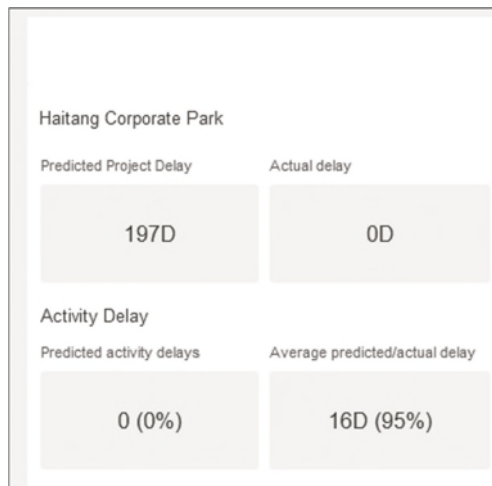 Haitang Corporate Park
Predicted Project Delay Actual delay
197D 0D
Activity Delay
Predicted activity delays Average predicted/actual delay
0 (0%) 16D (95%)